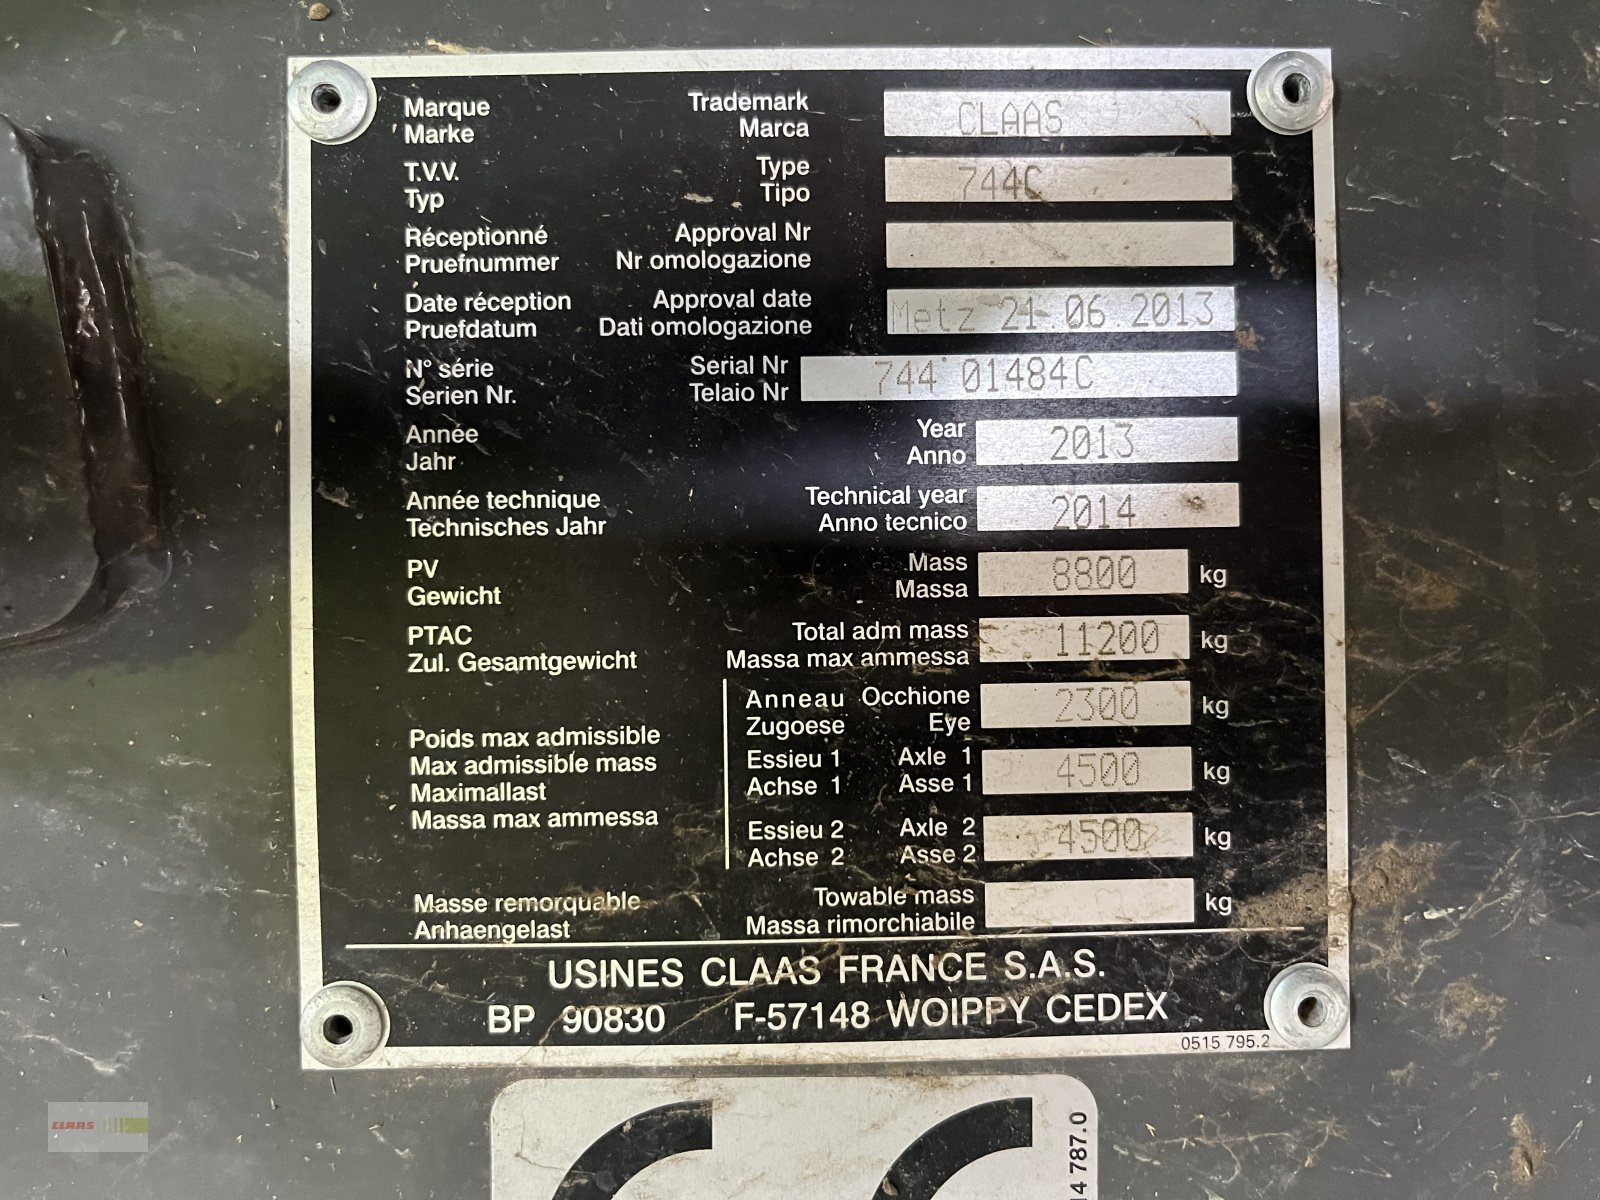 Marque Trademark CLAAS
Marke Marca
T.V.V. Type 744C
Typ Tipo
Réceptionné Approval Nr
Pruefnummer Nr omologazione
Date réception Approval date Metz 21.06.2013
Pruefdatum Dati omologazione
N° série Serial Nr 744 01484C
Serien Nr. Telaio Nr
Année Year 2013
Jahr Anno
Année technique Technical year 2014
Technisches Jahr Anno tecnico
PV Mass 8800 kg
Gewicht Massa
PTAC Total adm mass 11200 kg
Zul. Gesamtgewicht Massa max ammessa
Anneau Occhione 2300 kg
Zugoese Eye
Poids max admissible
Max admissible mass
Maximallast
Massa max ammessa
Essieu 1 Axle 1 4500 kg
Achse 1 Asse 1
Essieu 2 Axle 2 4500 kg
Achse 2 Asse 2
Masse remorquable Towable mass kg
Anhaengelast Massa rimorchiabile
USINES CLAAS FRANCE S.A.S.
BP 90830 F-57148 WOIPPY CEDEX
0515 795.2
14 787.0
CLAAS